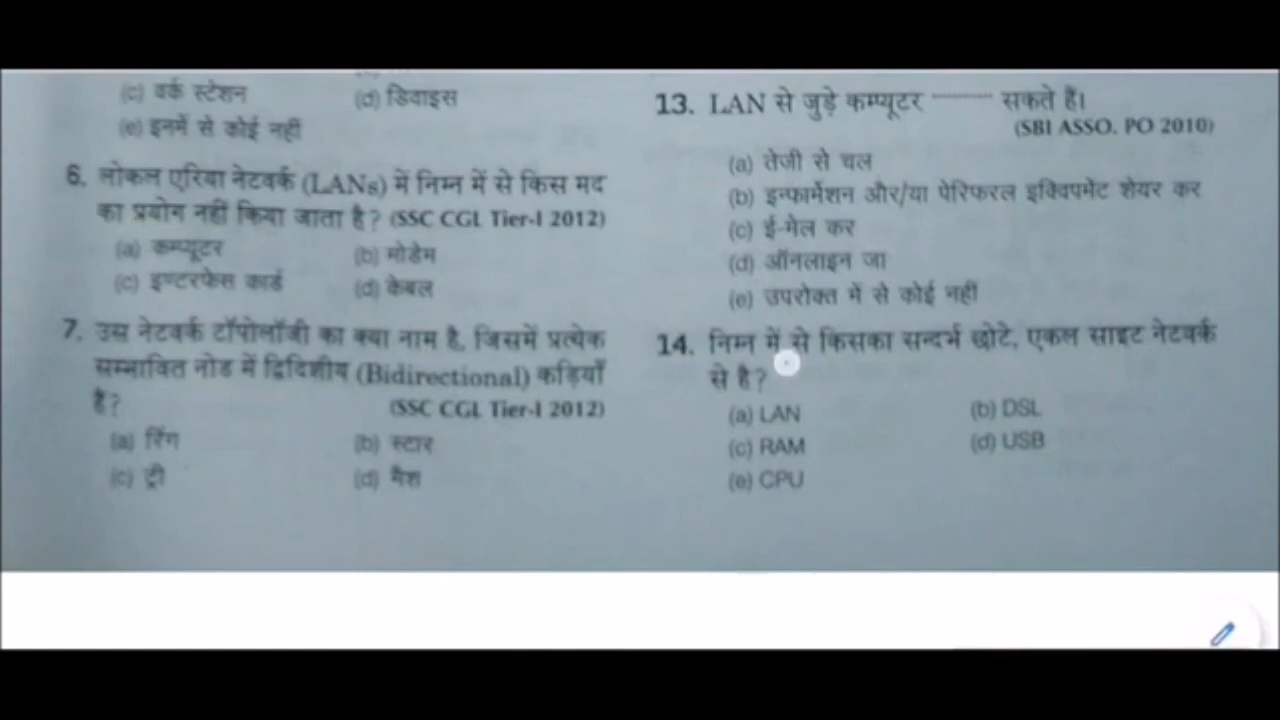 (c) वर्क स्टेशन
(d) डिवाइस
(e) इनमें से कोई नहीं
6. लोकल एरिया नेटवर्क (LANs) में निम्न में से किस मद
का प्रयोग नहीं किया जाता है? (SSC CGL Tier-I 2012)
(a) कम्प्यूटर
(b) मोडेम
(c) इण्टरफेस कार्ड
(d) केबल
7. उस नेटवर्क टॉपोलॉजी का क्या नाम है, जिसमें प्रत्येक
सम्भावित नोड में द्विदिशीय (Bidirectional) कड़ियाँ
हैं?
(SSC CGL Tier-I 2012)
(a) रिंग
(b) स्टार
(c) ट्री
(d) मैश
13. LAN से जुड़े कम्प्यूटर ........... सकते हैं।
(SBI ASSO. PO 2010)
(a) तेजी से चल
(b) इन्फार्मेशन और/या पेरिफरल इक्विपमेंट शेयर कर
(c) ई-मेल कर
(d) ऑनलाइन जा
(e) उपरोक्त में से कोई नहीं
14. निम्न में से किसका सन्दर्भ छोटे, एकल साइट नेटवर्क
से है?
(a) LAN
(b) DSL
(c) RAM
(d) USB
(e) CPU